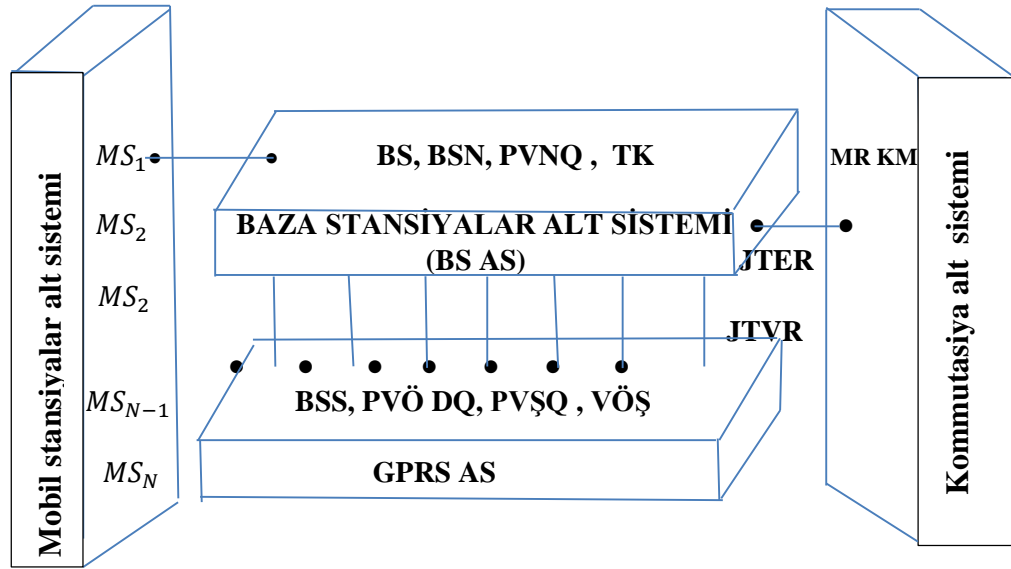 Mobil stansiyalar alt sistemi
MS₁
MS₂
MS₂
MS_{N−1}
MS_N
BS, BSN, PVNQ , TK
BAZA STANSİYALAR ALT SİSTEMİ
(BS AS)
JTER
JTVR
BSS, PVÖ DQ, PVŞQ , VÖŞ
GPRS AS
MR KM
Kommutasiya alt sistemi